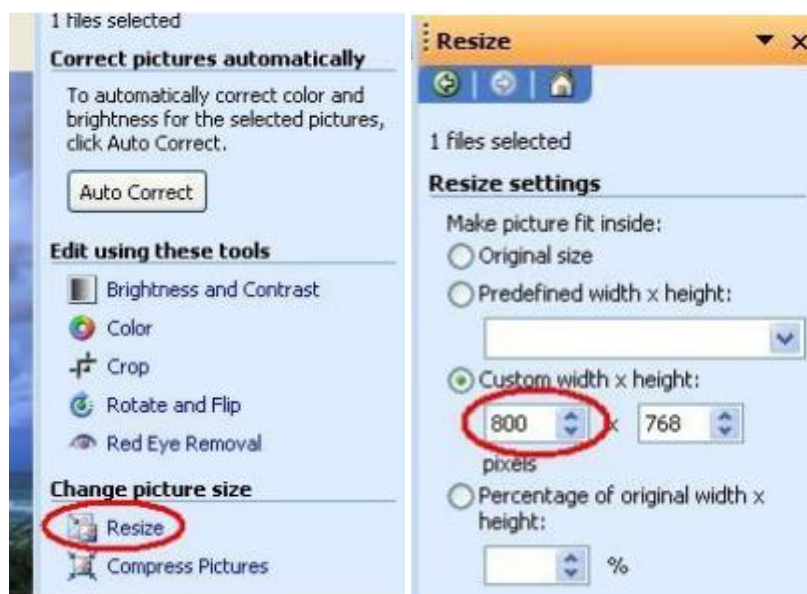 1 files selected
Correct pictures automatically
To automatically correct color and
brightness for the selected pictures,
click Auto Correct.
Auto Correct
Edit using these tools
Brightness and Contrast
Color
Crop
Rotate and Flip
Red Eye Removal
Change picture size
Resize
Compress Pictures
Resize
1 files selected
Resize settings
Make picture fit inside:
Original size
Predefined width x height:
Custom width x height:
800 x 768
pixels
Percentage of original width x
height:
%